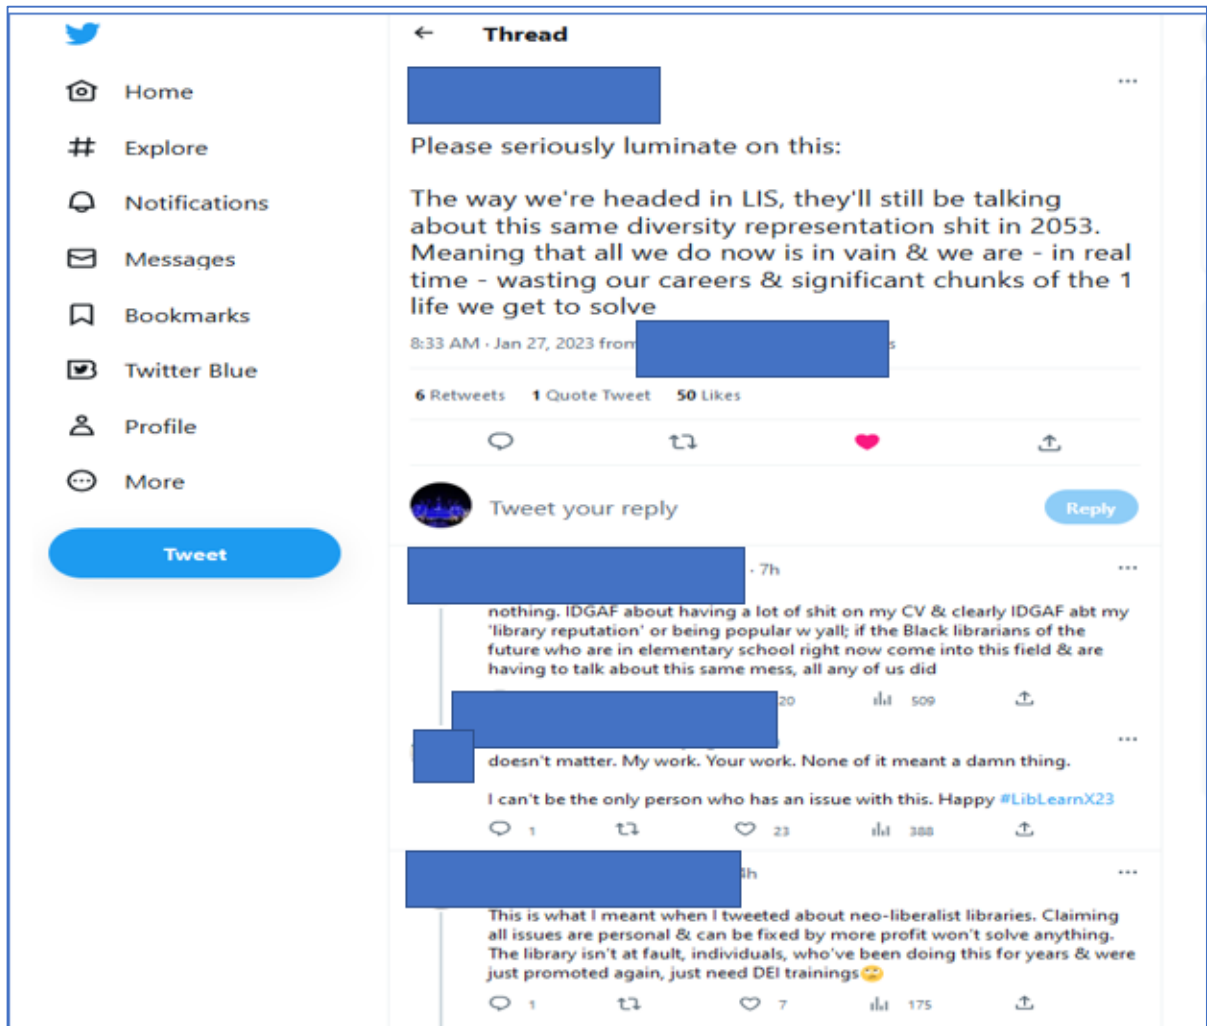 Thread
Home
Explore
Notifications
Messages
Bookmarks
Twitter Blue
Profile
More
Tweet
...
Please seriously luminate on this:
The way we're headed in LIS, they'll still be talking
about this same diversity representation shit in 2053.
Meaning that all we do now is in vain & we are - in real
time - wasting our careers & significant chunks of the 1
life we get to solve
8:33 AM · Jan 27, 2023 from
s
6 Retweets 1 Quote Tweet 50 Likes
Tweet your reply
Reply
· 7h ...
nothing. IDGAF about having a lot of shit on my CV & clearly IDGAF abt my
'library reputation' or being popular w yall; if the Black librarians of the
future who are in elementary school right now come into this field & are
having to talk about this same mess, all any of us did
20 509
...
doesn't matter. My work. Your work. None of it meant a damn thing.
I can't be the only person who has an issue with this. Happy #LibLearnX23
1 23 388
4h ...
This is what I meant when I tweeted about neo-liberalist libraries. Claiming
all issues are personal & can be fixed by more profit won't solve anything.
The library isn't at fault, individuals, who've been doing this for years & were
just promoted again, just need DEI trainings🙄
1 7 175